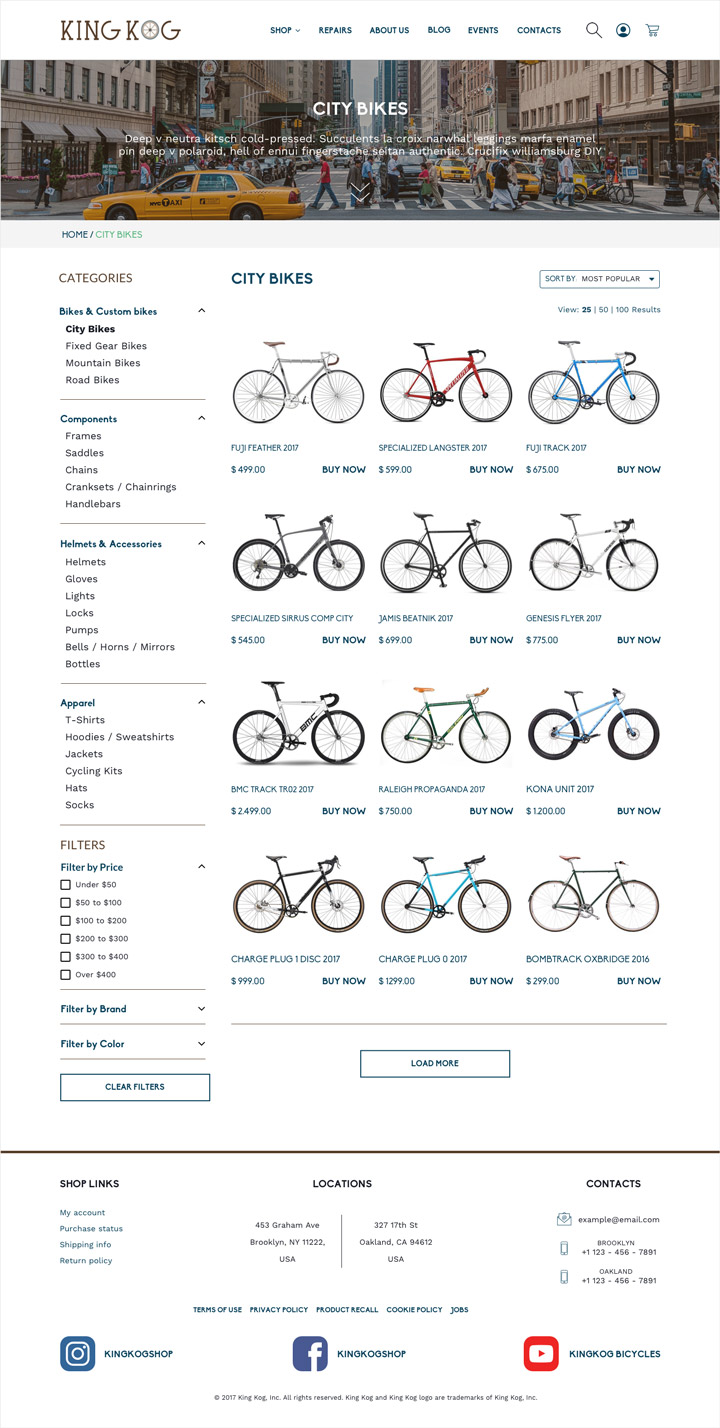 KING KOG
SHOP REPAIRS ABOUT US BLOG EVENTS CONTACTS
CITY BIKES
Deep v neutra kitsch cold-pressed. Succulents la croix narwhal leggings marfa enamel
pin deep v polaroid, hell of ennui fingerstache seitan authentic. Crucifix williamsburg DIY
NYC TAXI
HOME / CITY BIKES
CATEGORIES
Bikes & Custom bikes
City Bikes
Fixed Gear Bikes
Mountain Bikes
Road Bikes
Components
Frames
Saddles
Chains
Cranksets / Chainrings
Handlebars
Helmets & Accessories
Helmets
Gloves
Lights
Locks
Pumps
Bells / Horns / Mirrors
Bottles
Apparel
T-Shirts
Hoodies / Sweatshirts
Jackets
Cycling Kits
Hats
Socks
FILTERS
Filter by Price
Under $50
$50 to $100
$100 to $200
$200 to $300
$300 to $400
Over $400
Filter by Brand
Filter by Color
CLEAR FILTERS
CITY BIKES
SORT BY MOST POPULAR
View: 25 | 50 | 100 Results
FUJI FEATHER 2017
$ 499.00 BUY NOW
SPECIALIZED LANGSTER 2017
$ 599.00 BUY NOW
FUJI TRACK 2017
$ 675.00 BUY NOW
SPECIALIZED SIRRUS COMP CITY
$ 545.00 BUY NOW
JAMIS BEATNIK 2017
$ 699.00 BUY NOW
GENESIS FLYER 2017
$ 775.00 BUY NOW
BMC
BMC TRACK TR02 2017
$ 2.499.00 BUY NOW
RALEIGH PROPAGANDA 2017
$ 750.00 BUY NOW
KONA UNIT 2017
$ 1.200.00 BUY NOW
CHARGE PLUG 1 DISC 2017
$ 999.00 BUY NOW
CHARGE PLUG 0 2017
$ 1299.00 BUY NOW
BOMBTRACK OXBRIDGE 2016
$ 299.00 BUY NOW
LOAD MORE
SHOP LINKS
My account
Purchase status
Shipping info
Return policy
LOCATIONS
453 Graham Ave
Brooklyn, NY 11222,
USA
327 17th St
Oakland, CA 94612
USA
CONTACTS
example@email.com
BROOKLYN
+1 123 - 456 - 7891
OAKLAND
+1 123 - 456 - 7891
TERMS OF USE PRIVACY POLICY PRODUCT RECALL COOKIE POLICY JOBS
KINGKOGSHOP
KINGKOGSHOP
KINGKOG BICYCLES
© 2017 King Kog, Inc. All rights reserved. King Kog and King Kog logo are trademarks of King Kog, Inc.